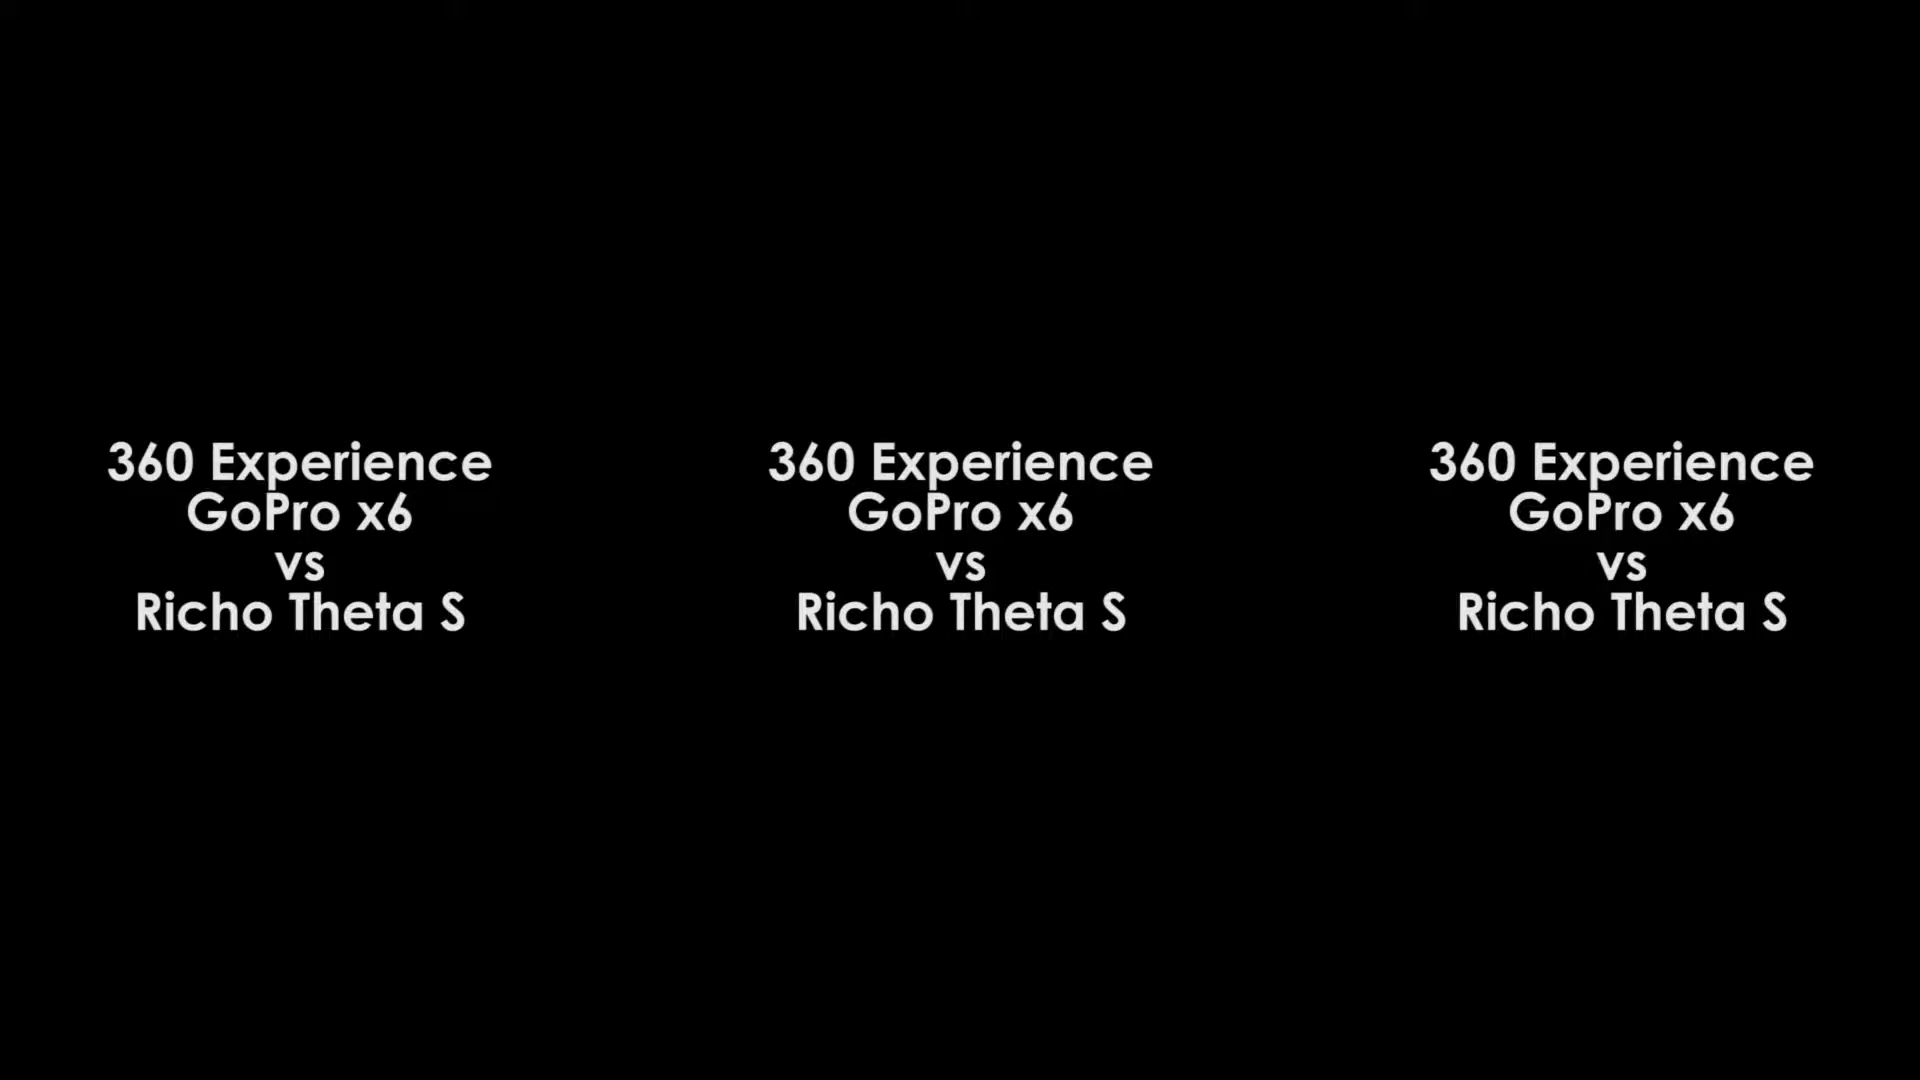 360 Experience
GoPro x6
vs
Richo Theta S
360 Experience
GoPro x6
vs
Richo Theta S
360 Experience
GoPro x6
vs
Richo Theta S